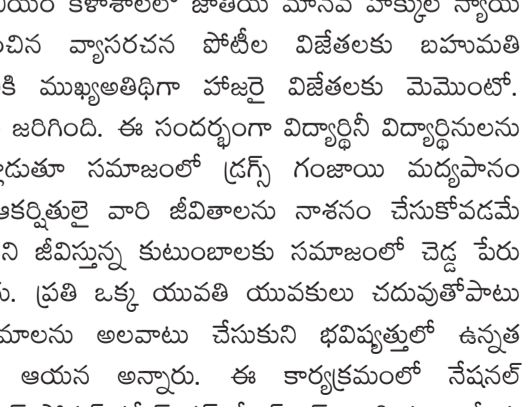 కళాశాలలో జాతీయ మానవ హక్కుల న్యాయ
చిన వ్యాసరచన పోటీల విజేతలకు బహుమతి
కి ముఖ్యఅతిథిగా హాజరై విజేతలకు మెమొంటో.
జరిగింది. ఈ సందర్భంగా విద్యార్థినీ విద్యార్థినులను
డుతూ సమాజంలో డ్రగ్స్ గంజాయి మద్యపానం
ఆకర్షితులై వారి జీవితాలను నాశనం చేసుకోవడమే
ని జీవిస్తున్న కుటుంబాలకు సమాజంలో చెడ్డ పేరు
ప్రతి ఒక్క యువతి యువకులు చదువుతోపాటు
మాలను అలవాటు చేసుకుని భవిష్యత్తులో ఉన్నత
ఆయన అన్నారు. ఈ కార్యక్రమంలో నేషనల్